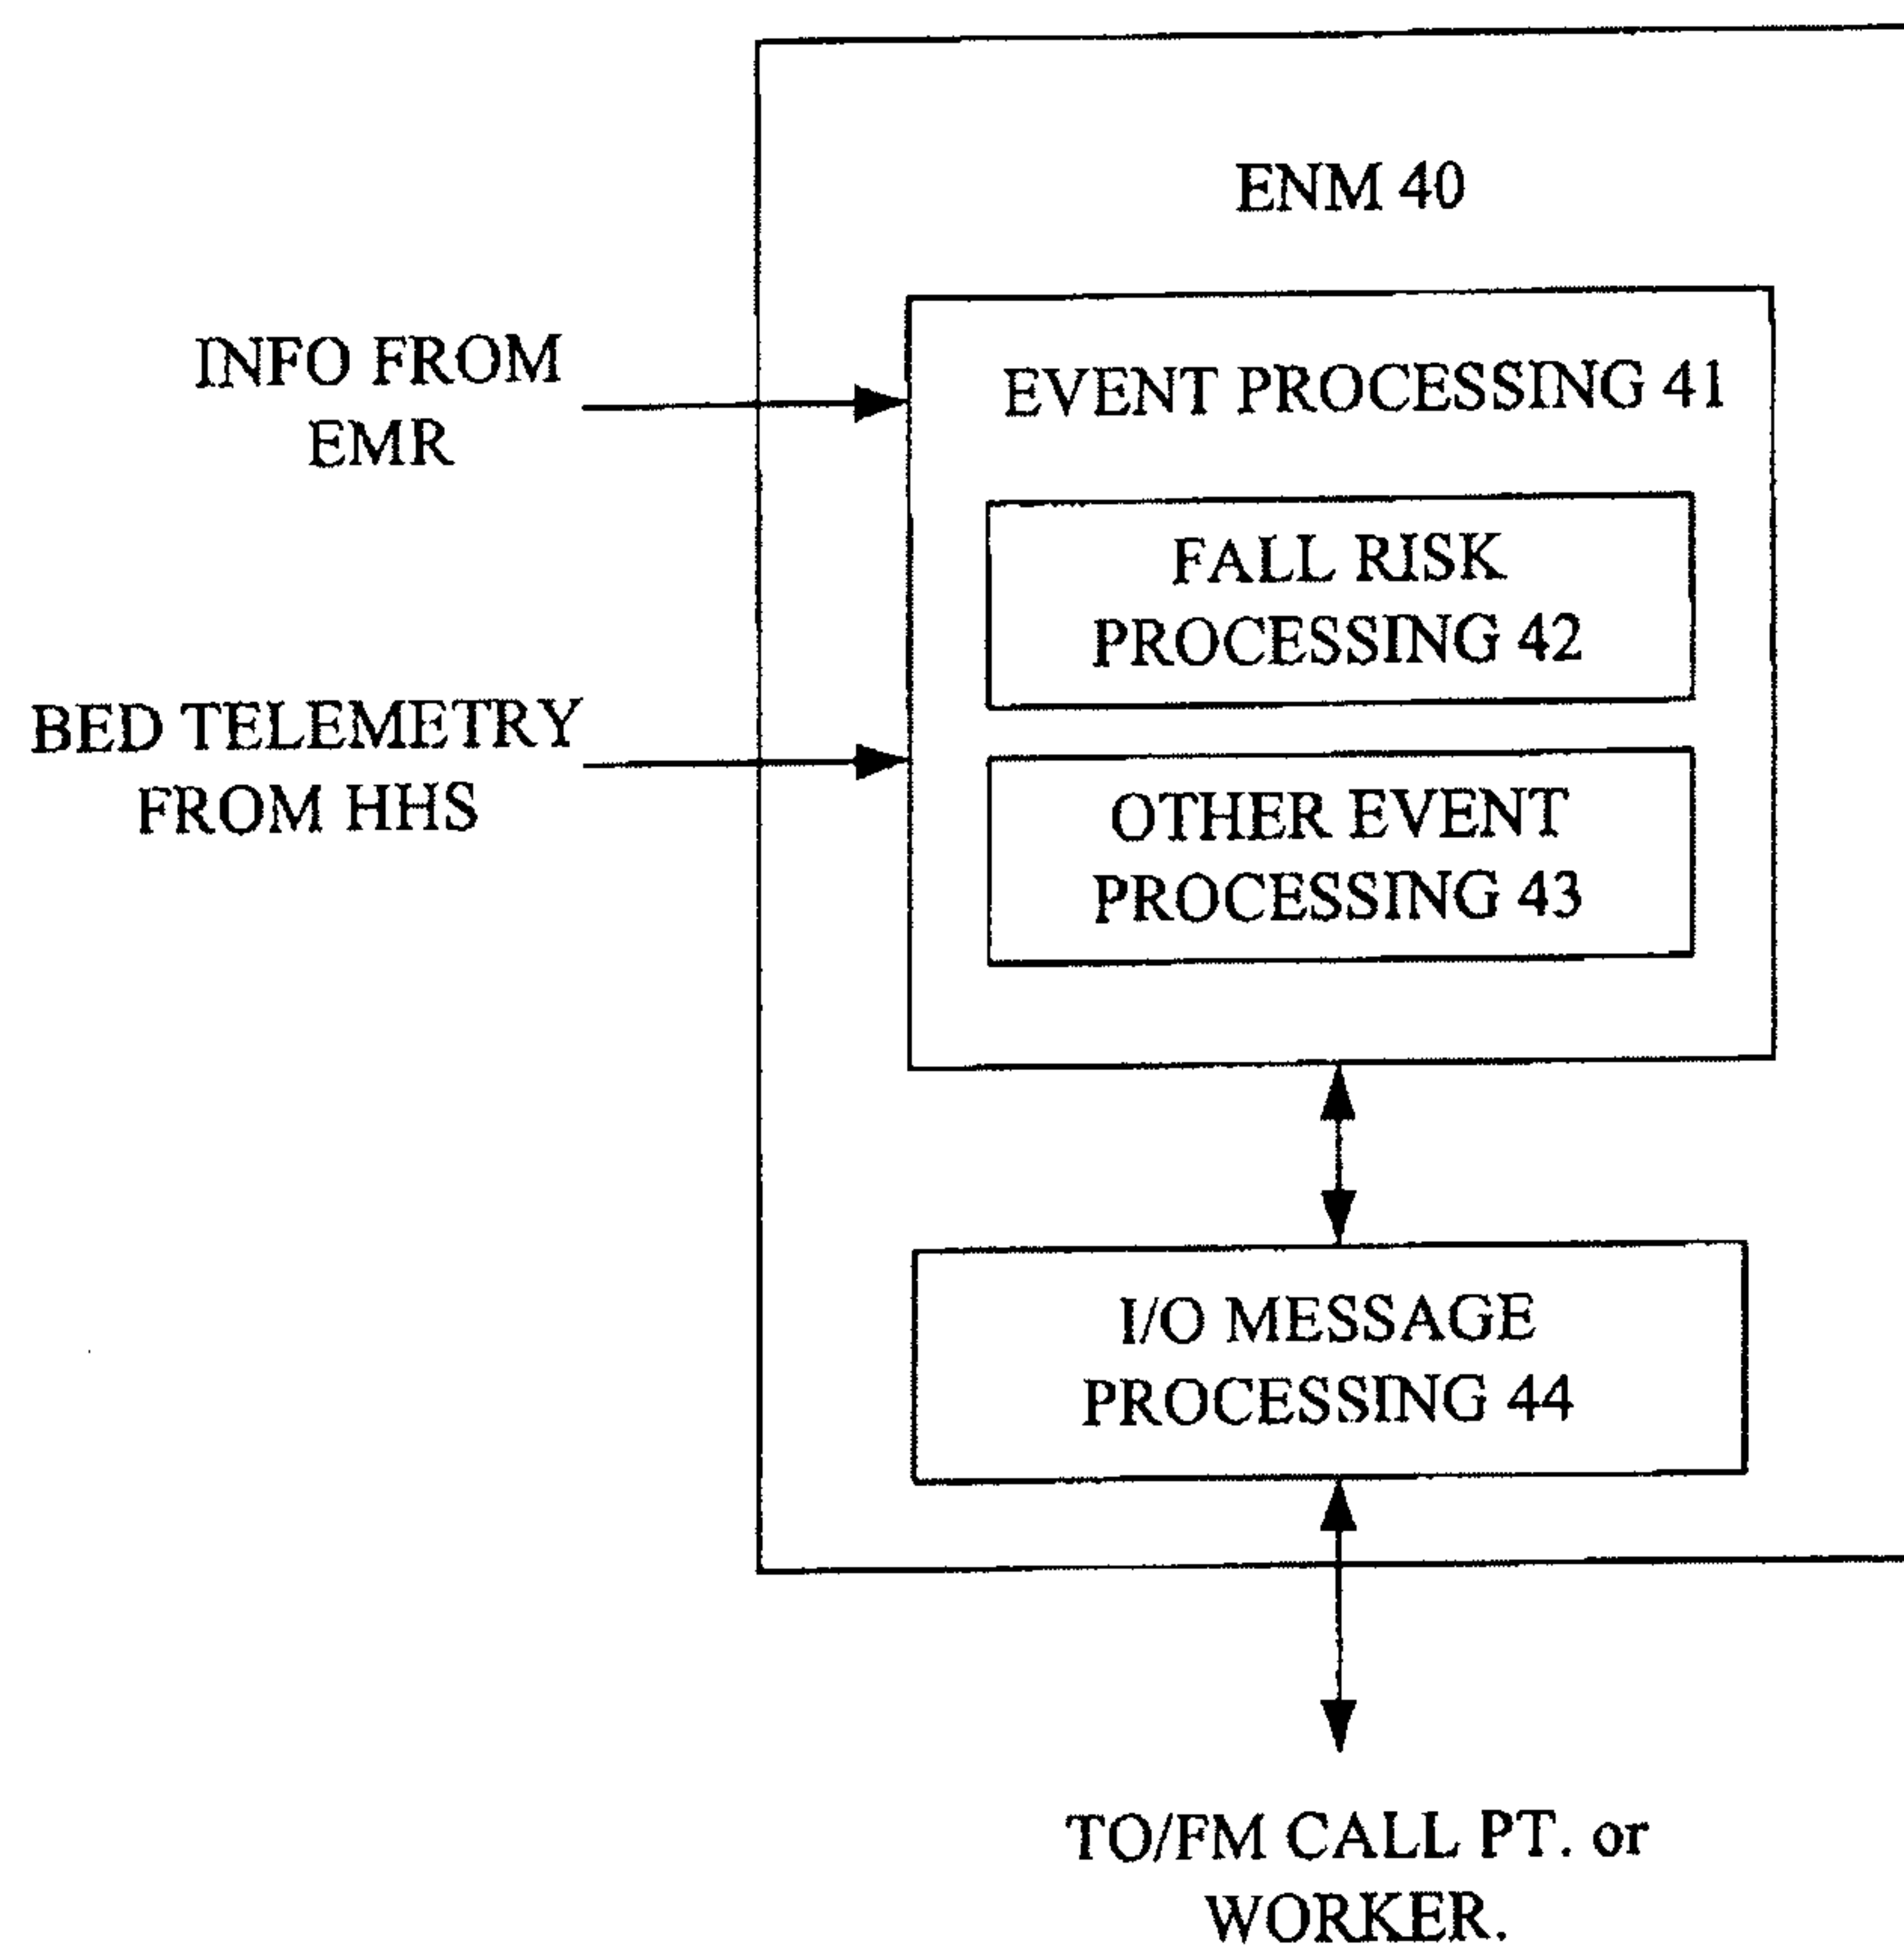 ENM 40
INFO FROM
EMR
EVENT PROCESSING 41
FALL RISK
PROCESSING 42
BED TELEMETRY
FROM HHS
OTHER EVENT
PROCESSING 43
I/O MESSAGE
PROCESSING 44
TO/FM CALL PT. or
WORKER.